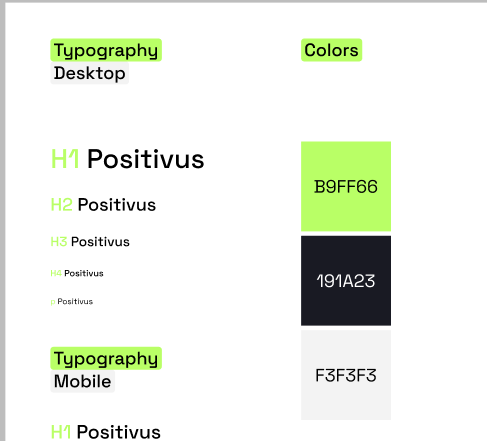 Typography
Desktop
Colors
H1 Positivus
H2 Positivus
H3 Positivus
H4 Positivus
p Positivus
B9FF66
191A23
F3F3F3
Typography
Mobile
H1 Positivus